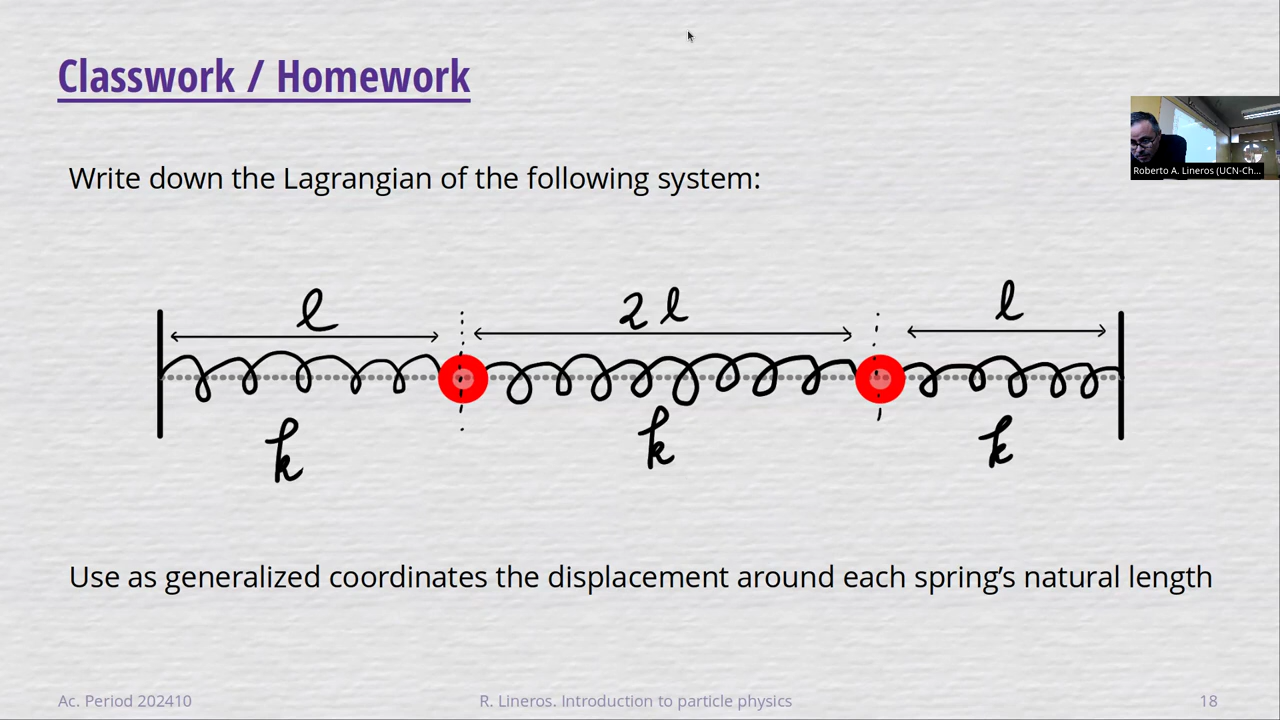 Classwork / Homework
Roberto A. Lineros (UCN-Ch...
Write down the Lagrangian of the following system:
ℓ 2ℓ ℓ
k k k
Use as generalized coordinates the displacement around each spring’s natural length
Ac. Period 202410 R. Lineros. Introduction to particle physics 18